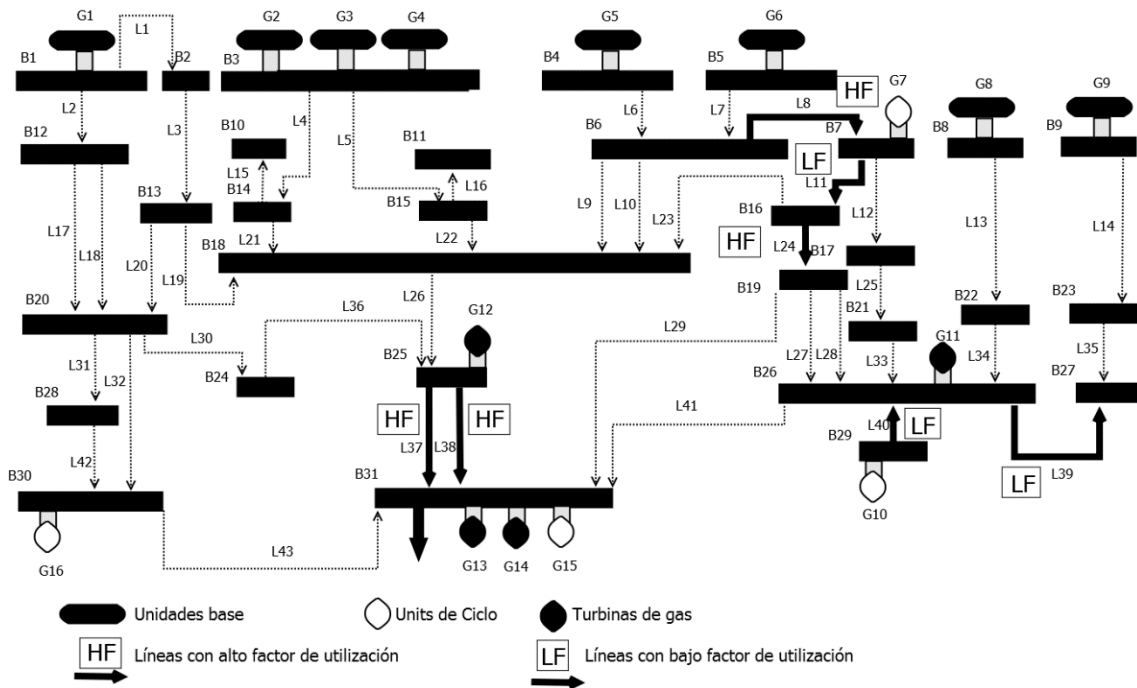 G1
L1
G2
G3
G4
G5
G6
B1
B2
B3
B4
B5
G7
G8
G9
L2
L3
L4
L5
L6
L7
L8
HF
B6
B7
B8
B9
B12
B10
B11
LF
L15
L16
L11
B13
B14
B15
B16
L9
L10
L23
L12
L13
L14
L17
L18
L20
L19
L21
B18
L22
HF
L24
B17
B19
L25
B20
L26
L36
G12
L29
B21
B22
B23
L30
L31
L32
B25
L27
L28
L33
G11
L34
L35
B24
B26
B27
B28
HF
HF
L41
L40
LF
L42
L37
L38
B29
L39
LF
B30
B31
G10
G16
L43
G13
G14
G15
Unidades base
Units de Ciclo
Turbinas de gas
HF
Líneas con alto factor de utilización
LF
Líneas con bajo factor de utilización